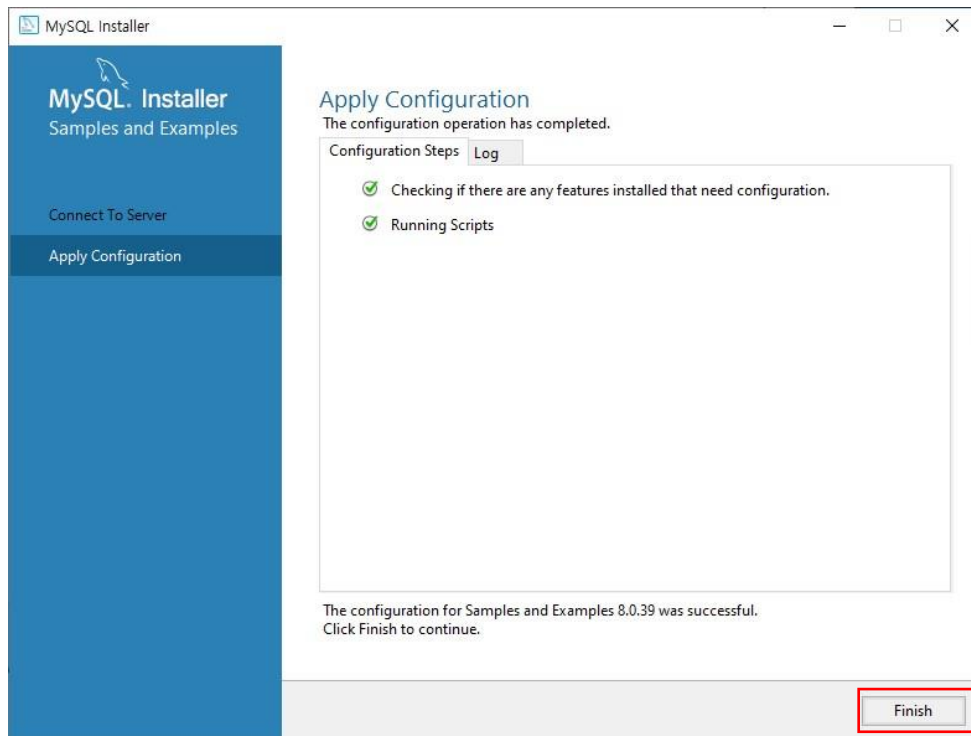 MySQL Installer
MySQL. Installer
Samples and Examples
Connect To Server
Apply Configuration
Apply Configuration
The configuration operation has completed.
Configuration Steps Log
Checking if there are any features installed that need configuration.
Running Scripts
The configuration for Samples and Examples 8.0.39 was successful.
Click Finish to continue.
Finish